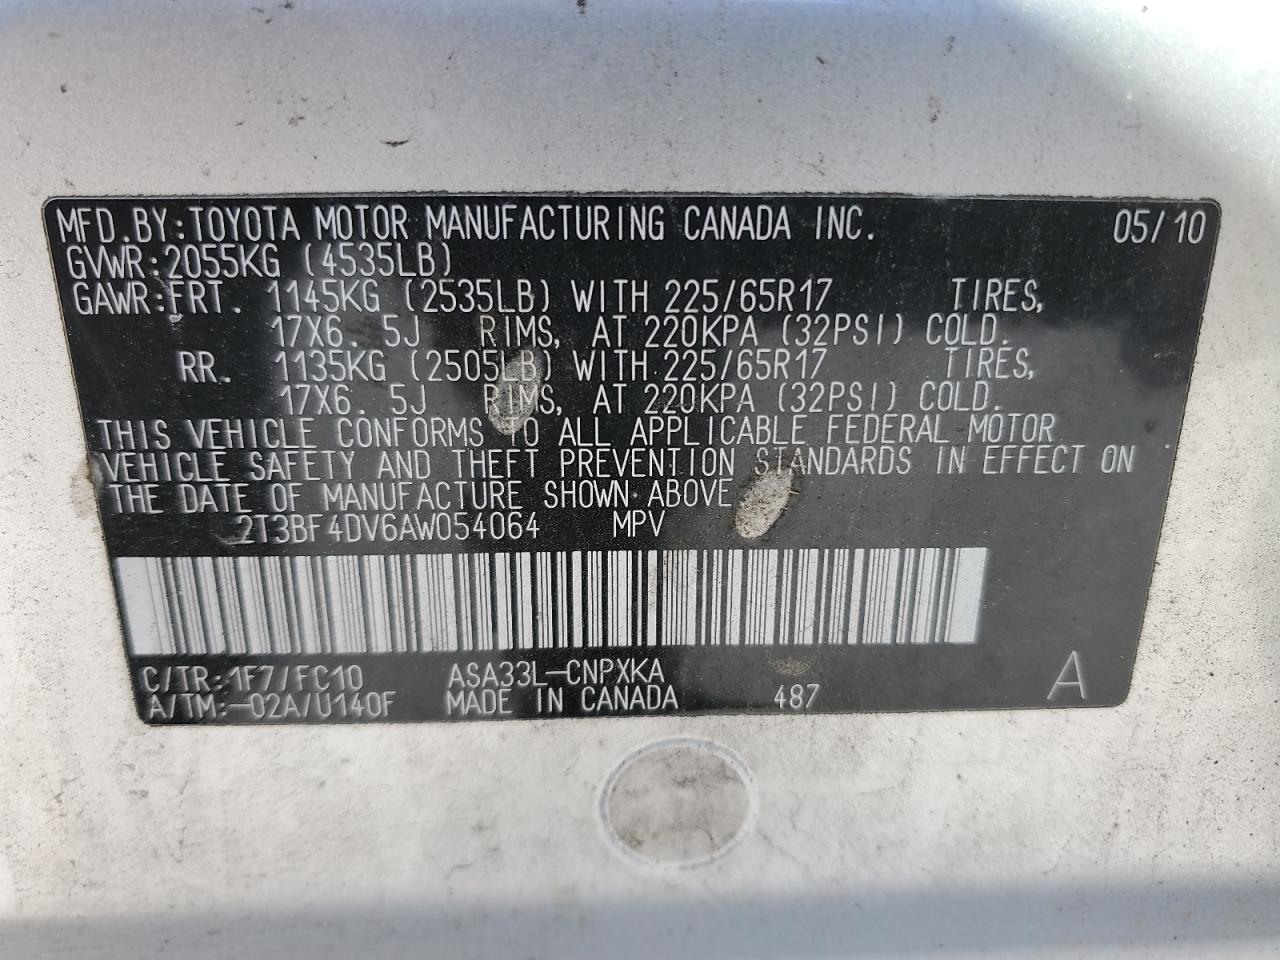 MFD.BY:TOYOTA MOTOR MANUFACTURING CANADA INC. 05/10
GVWR:2055KG (4535LB)
GAWR:FRT. 1145KG (2535LB) WITH 225/65R17 TIRES,
17X6.5J RIMS, AT 220KPA (32PSI) COLD.
RR. 1135KG (2505LB) WITH 225/65R17 TIRES,
17X6.5J RIMS, AT 220KPA (32PSI) COLD.
THIS VEHICLE CONFORMS TO ALL APPLICABLE FEDERAL MOTOR
VEHICLE SAFETY AND THEFT PREVENTION STANDARDS IN EFFECT ON
THE DATE OF MANUFACTURE SHOWN ABOVE
2T3BF4DV6AW054064 MPV
C/TR:1F7/FC10 ASA33L-CNPXKA
A/TM:-02A/U140F MADE IN CANADA 487 A